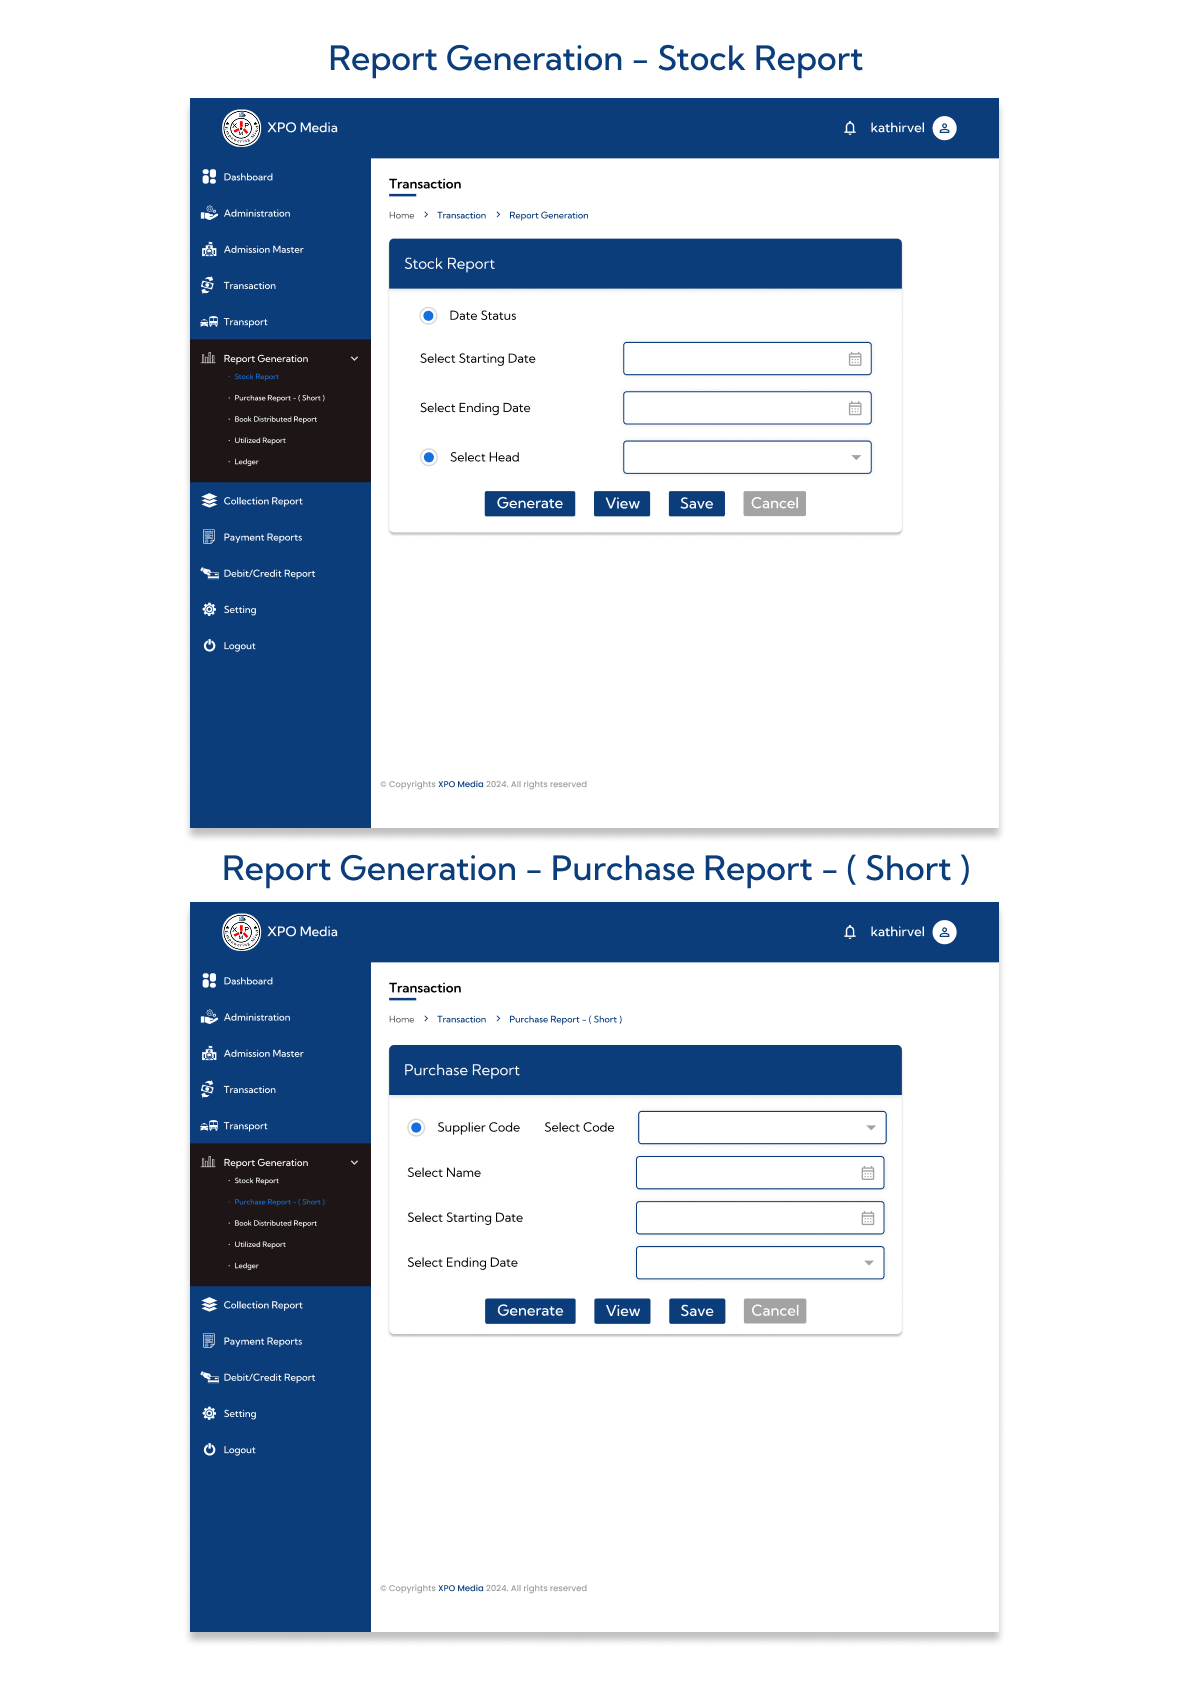 Report Generation - Stock Report
XPO Media
kathirvel
Dashboard
Administration
Admission Master
Transaction
Transport
Report Generation
- Stock Report
- Purchase Report - ( Short )
- Book Distributed Report
- Utilized Report
- Ledger
Collection Report
Payment Reports
Debit/Credit Report
Setting
Logout
Transaction
Home > Transaction > Report Generation
Stock Report
Date Status
Select Starting Date
Select Ending Date
Select Head
Generate View Save Cancel
© Copyrights XPO Media 2024. All rights reserved
Report Generation - Purchase Report - ( Short )
XPO Media
kathirvel
Dashboard
Administration
Admission Master
Transaction
Transport
Report Generation
- Stock Report
- Purchase Report - ( Short )
- Book Distributed Report
- Utilized Report
- Ledger
Collection Report
Payment Reports
Debit/Credit Report
Setting
Logout
Transaction
Home > Transaction > Purchase Report - ( Short )
Purchase Report
Supplier Code Select Code
Select Name
Select Starting Date
Select Ending Date
Generate View Save Cancel
© Copyrights XPO Media 2024. All rights reserved